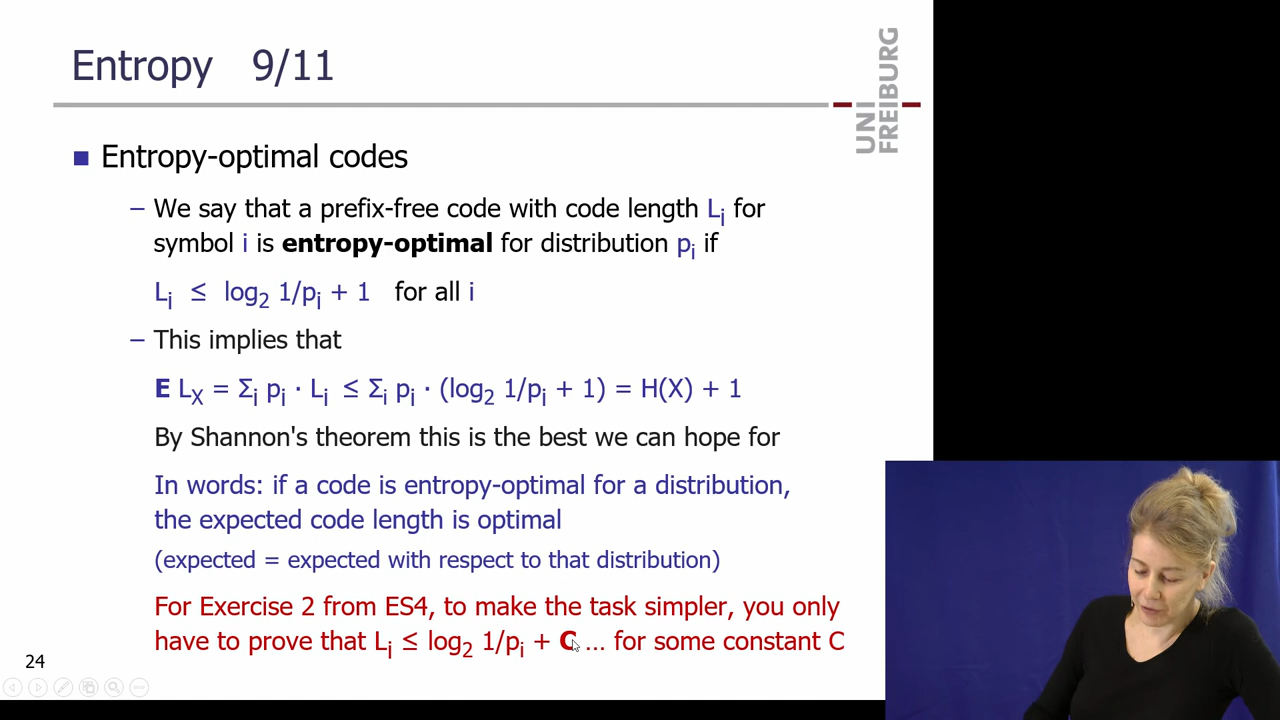 Entropy 9/11
UNI
FREIBURG
■ Entropy-optimal codes
– We say that a prefix-free code with code length Lᵢ for
symbol i is entropy-optimal for distribution pᵢ if
Lᵢ ≤ log₂ 1/pᵢ + 1 for all i
– This implies that
E Lₓ = Σᵢ pᵢ · Lᵢ ≤ Σᵢ pᵢ · (log₂ 1/pᵢ + 1) = H(X) + 1
By Shannon's theorem this is the best we can hope for
In words: if a code is entropy-optimal for a distribution,
the expected code length is optimal
(expected = expected with respect to that distribution)
For Exercise 2 from ES4, to make the task simpler, you only
have to prove that Lᵢ ≤ log₂ 1/pᵢ + C ... for some constant C
24